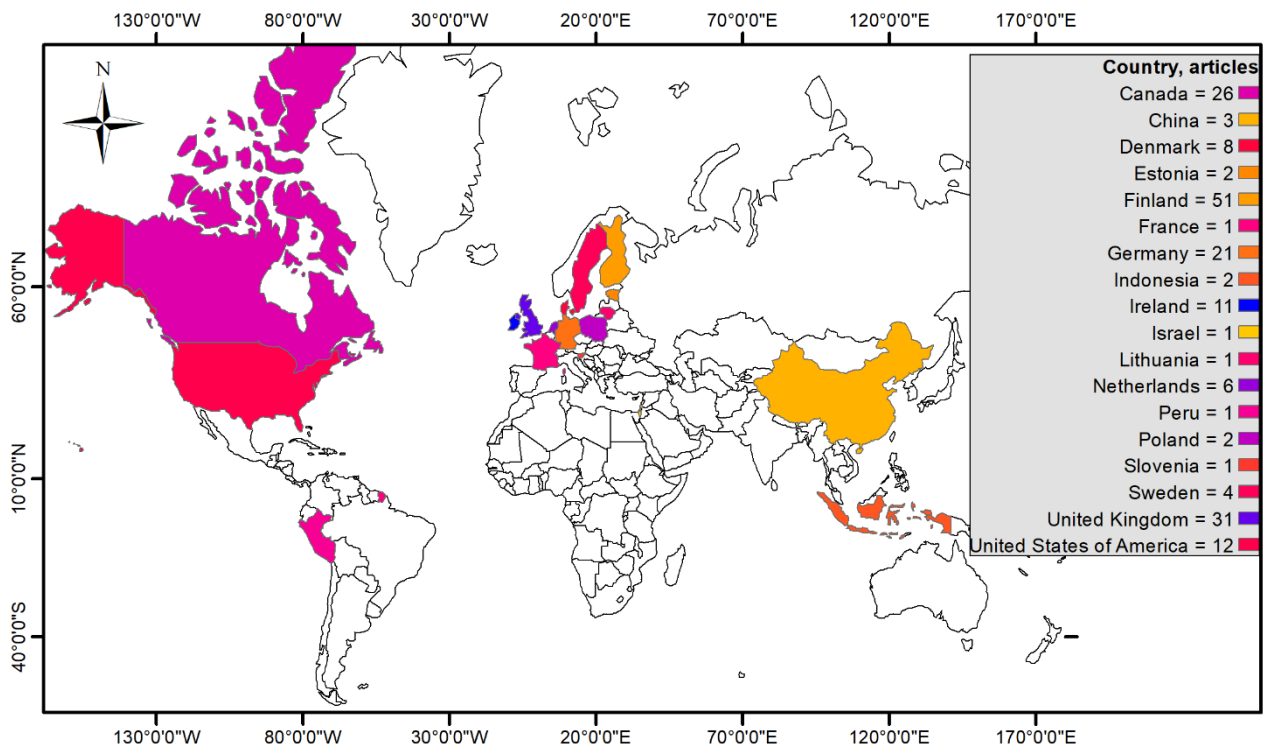 130°0'0"W 80°0'0"W 30°0'0"W 20°0'0"E 70°0'0"E 120°0'0"E 170°0'0"E
N
60°0'0"N
10°0'0"N
40°0'0"S
Country, articles
Canada = 26
China = 3
Denmark = 8
Estonia = 2
Finland = 51
France = 1
Germany = 21
Indonesia = 2
Ireland = 11
Israel = 1
Lithuania = 1
Netherlands = 6
Peru = 1
Poland = 2
Slovenia = 1
Sweden = 4
United Kingdom = 31
United States of America = 12
130°0'0"W 80°0'0"W 30°0'0"W 20°0'0"E 70°0'0"E 120°0'0"E 170°0'0"E